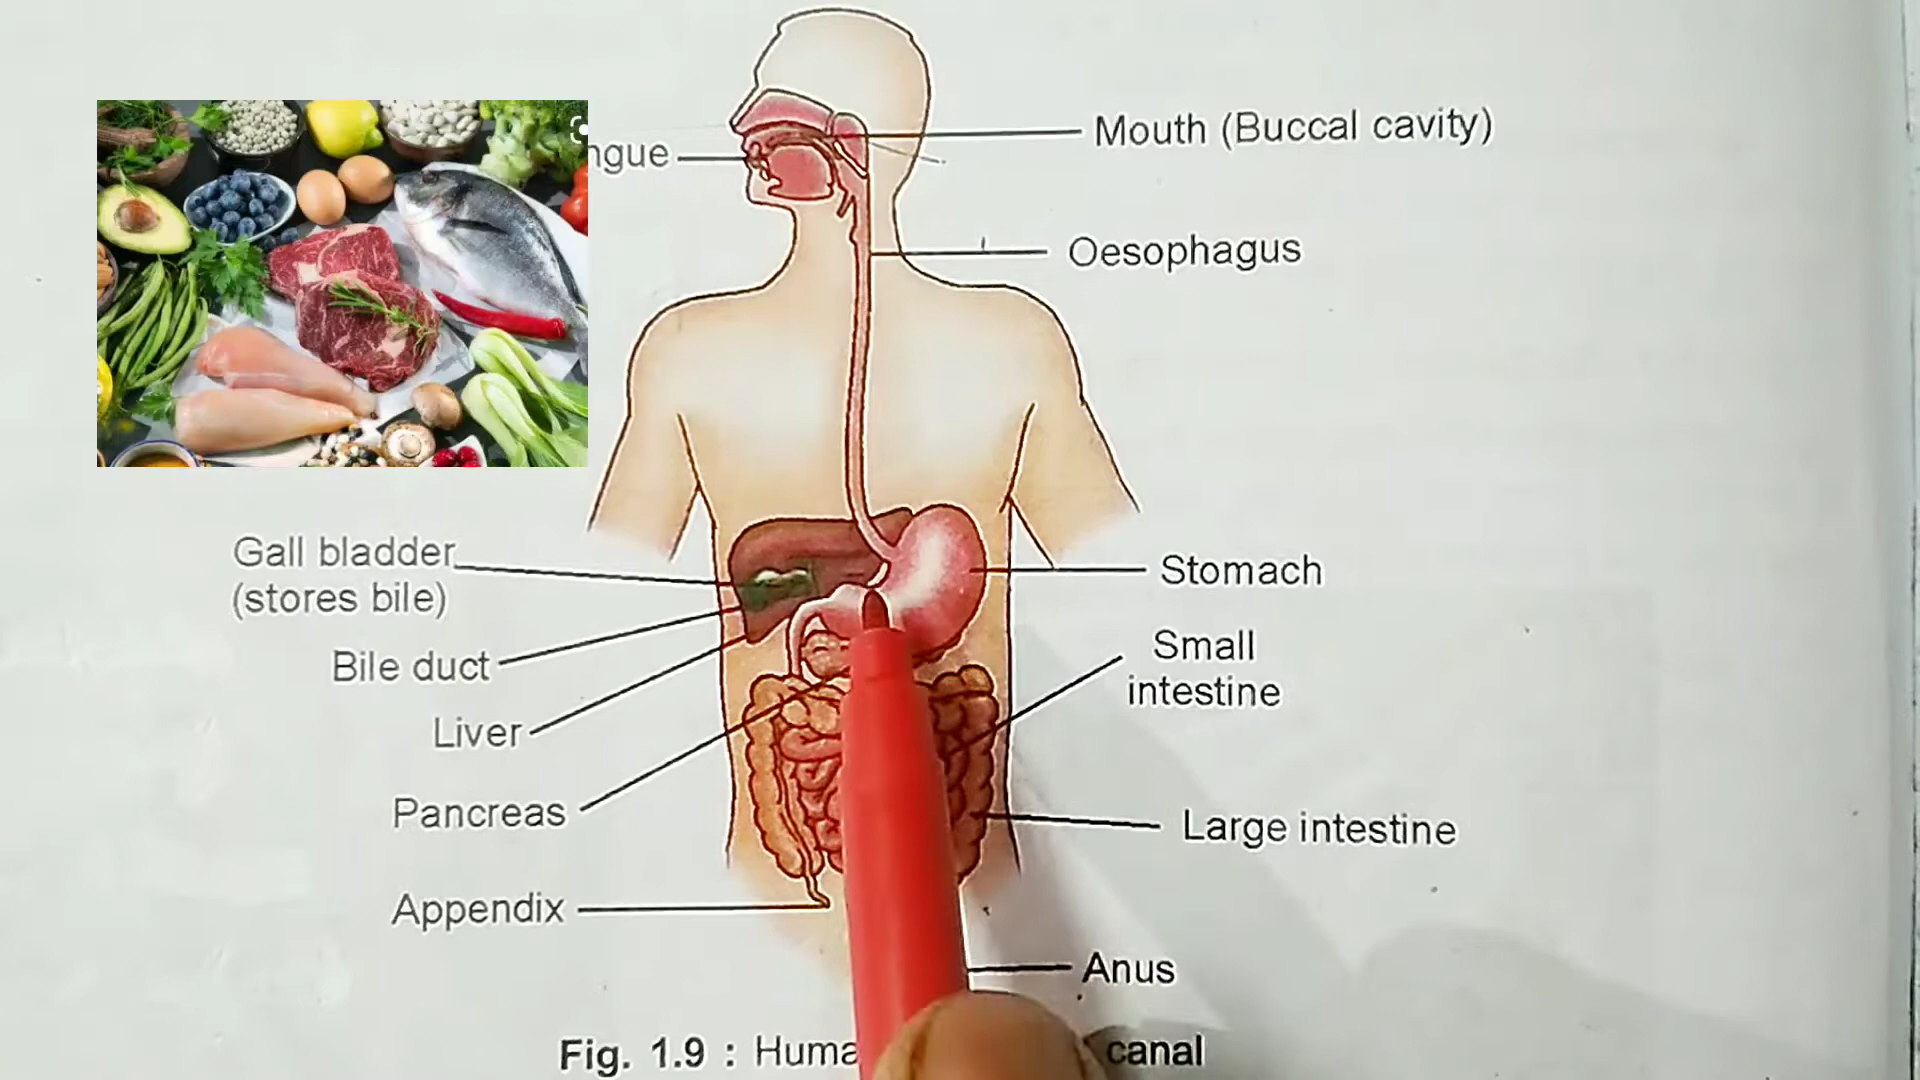 Mouth (Buccal cavity)
ngue
Oesophagus
Gall bladder
(stores bile)
Stomach
Bile duct
Small
intestine
Liver
Pancreas
Large intestine
Appendix
Anus
Fig. 1.9 : Huma canal